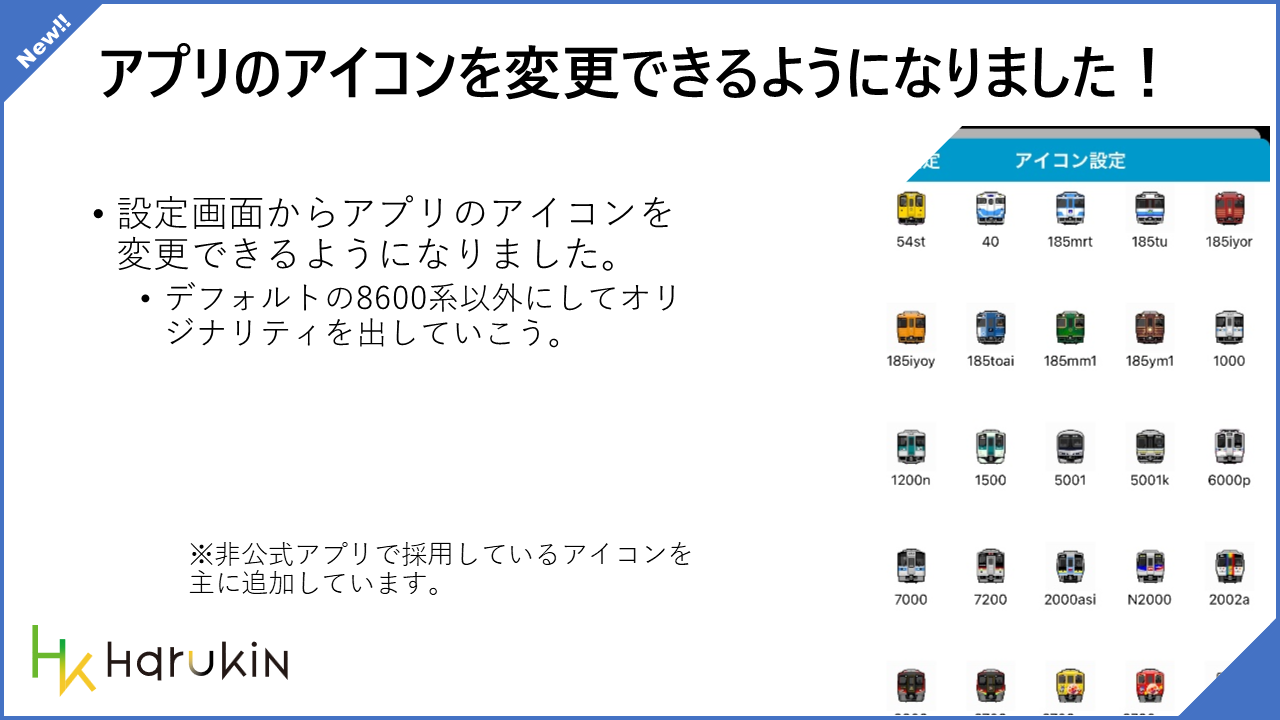 New!!
アプリのアイコンを変更できるようになりました！
• 設定画面からアプリのアイコンを
変更できるようになりました。
• デフォルトの8600系以外にしてオリ
ジナリティを出していこう。
※非公式アプリで採用しているアイコンを
主に追加しています。
HK Harukin
定 アイコン設定
54st 40 185mrt 185tu 185iyor
185iyoy 185toai 185mm1 185ym1 1000
1200n 1500 5001 5001k 6000p
7000 7200 2000asi N2000 2002a